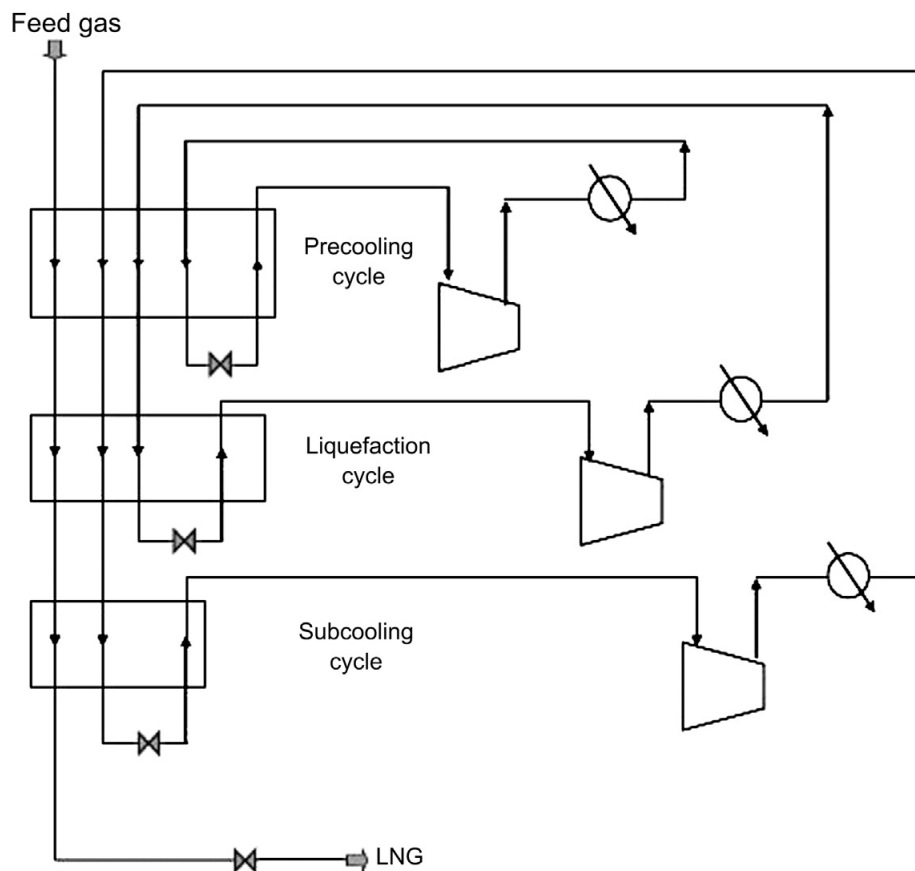 Feed gas
Precooling
cycle
Liquefaction
cycle
Subcooling
cycle
LNG